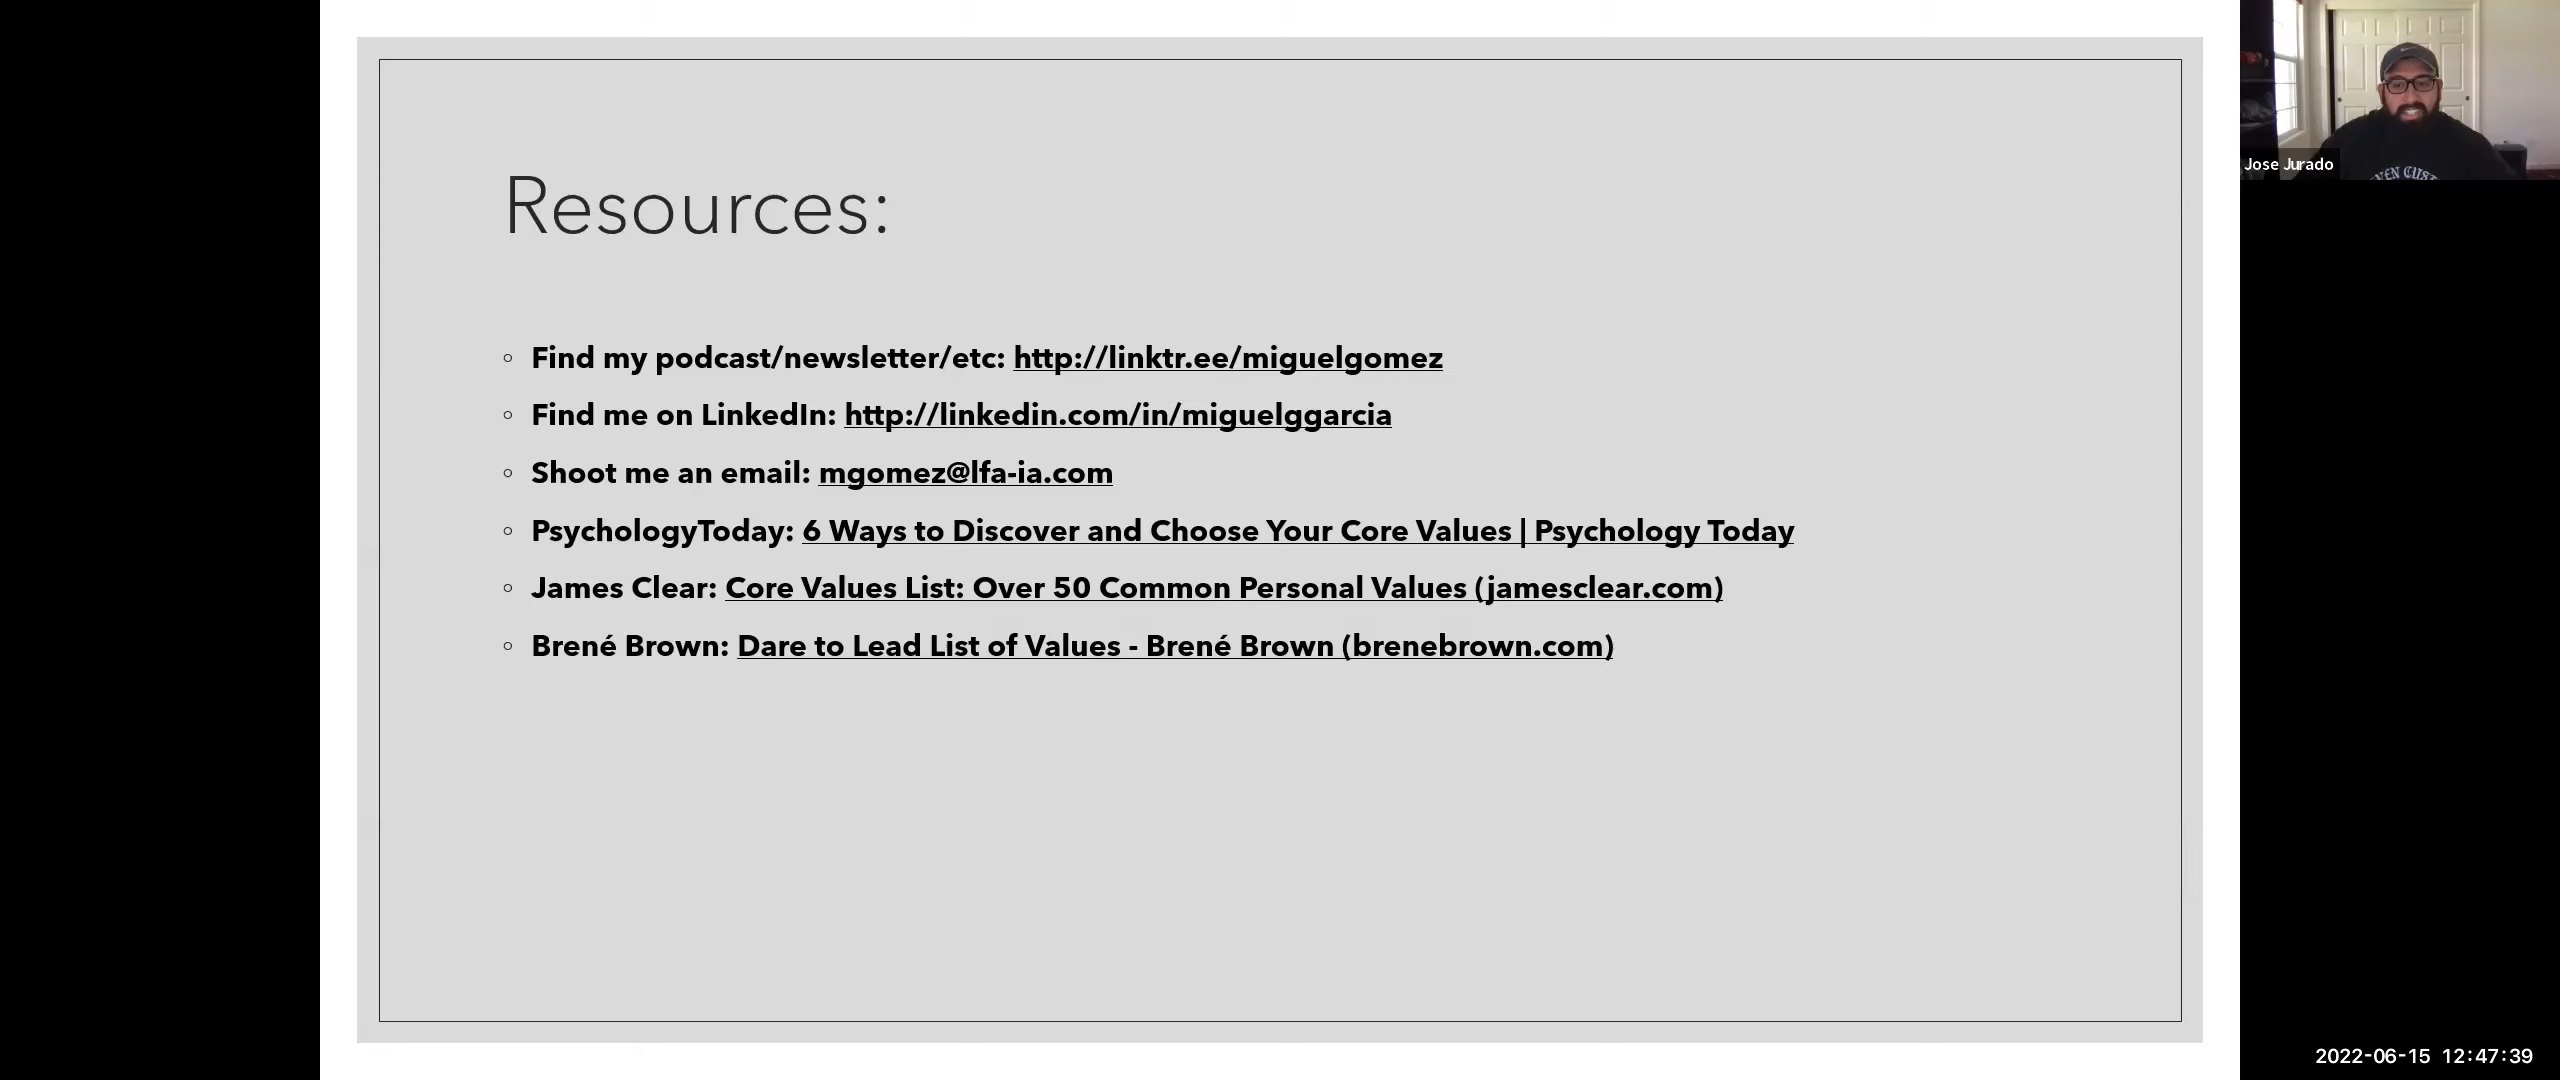 Resources:
Find my podcast/newsletter/etc: http://linktr.ee/miguelgomez
Find me on LinkedIn: http://linkedin.com/in/miguelggarcia
Shoot me an email: mgomez@lfa-ia.com
PsychologyToday: 6 Ways to Discover and Choose Your Core Values | Psychology Today
James Clear: Core Values List: Over 50 Common Personal Values (jamesclear.com)
Brené Brown: Dare to Lead List of Values - Brené Brown (brenebrown.com)
Jose Jurado
2022-06-15 12:47:39